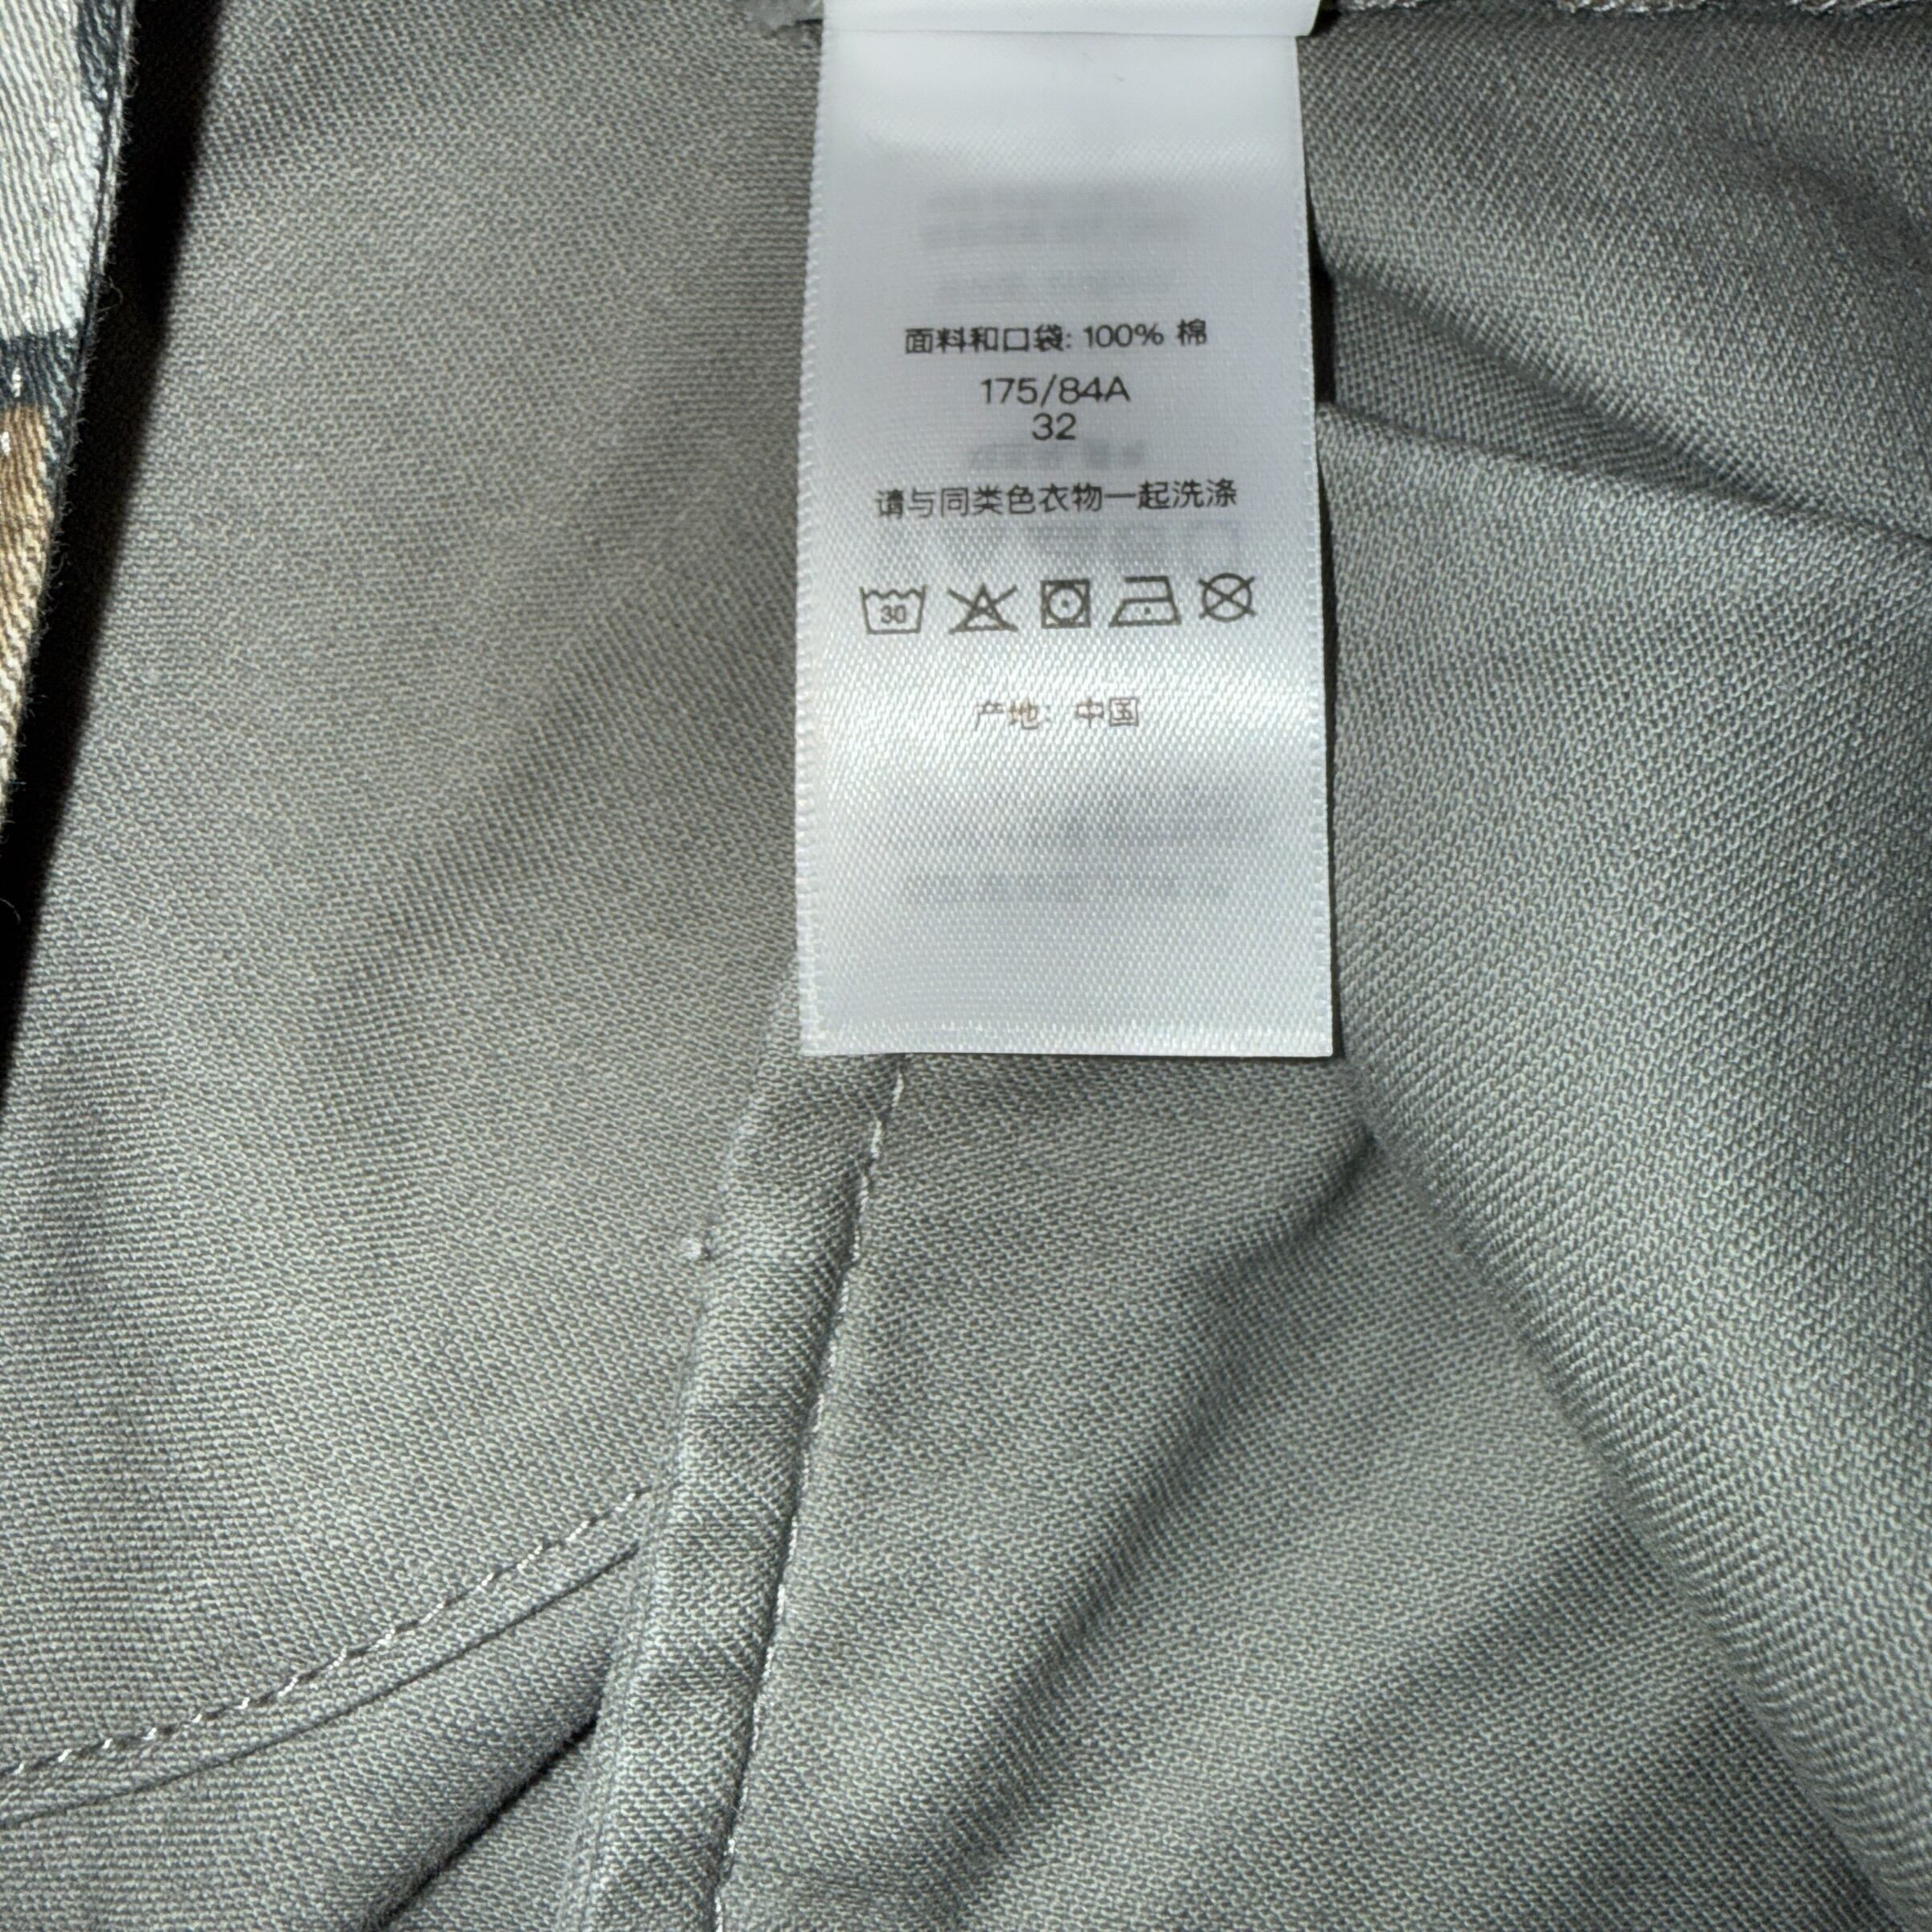 面料和口袋: 100% 棉
175/84A
32
请与同类色衣物一起洗涤
30
产地: 中国